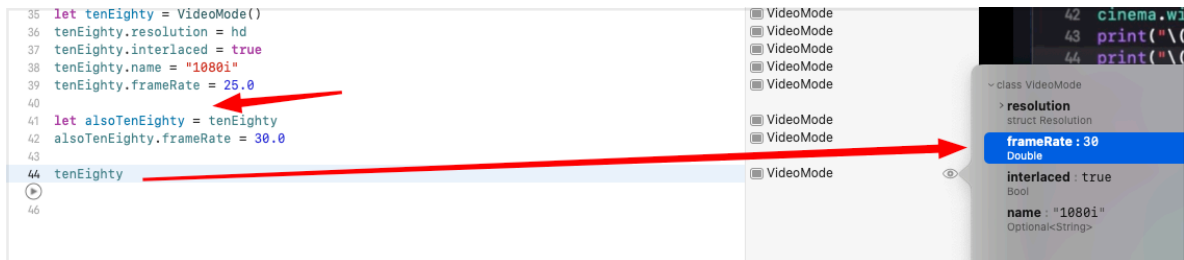 35 let tenEighty = VideoMode()
36 tenEighty.resolution = hd
37 tenEighty.interlaced = true
38 tenEighty.name = "1080i"
39 tenEighty.frameRate = 25.0
40
41 let alsoTenEighty = tenEighty
42 alsoTenEighty.frameRate = 30.0
43
44 tenEighty
46
VideoMode
VideoMode
VideoMode
VideoMode
VideoMode
VideoMode
VideoMode
VideoMode
42 cinema.wi
43 print("\(
44 print("\(
class VideoMode
resolution
struct Resolution
frameRate : 30
Double
interlaced : true
Bool
name : "1080i"
Optional<String>